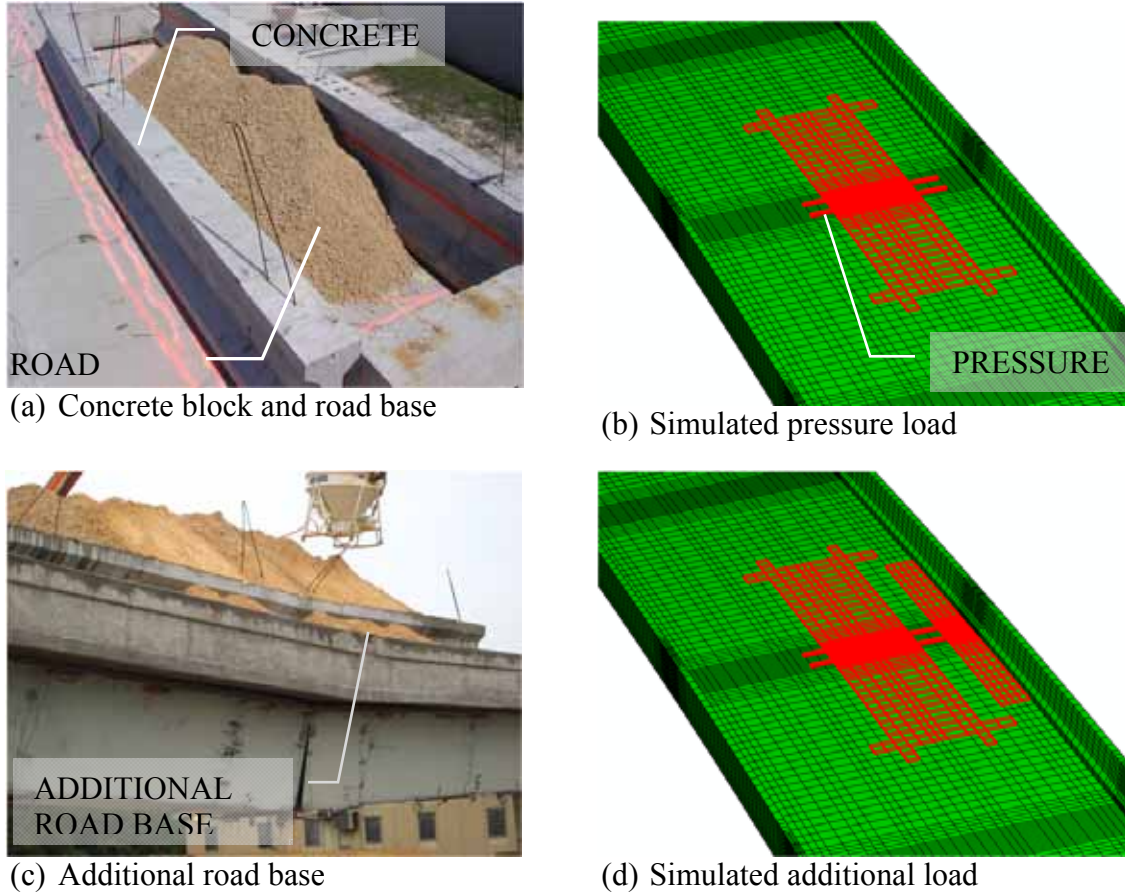 CONCRETE
ROAD
(a) Concrete block and road base
PRESSURE
(b) Simulated pressure load
ADDITIONAL
ROAD BASE
(c) Additional road base
(d) Simulated additional load